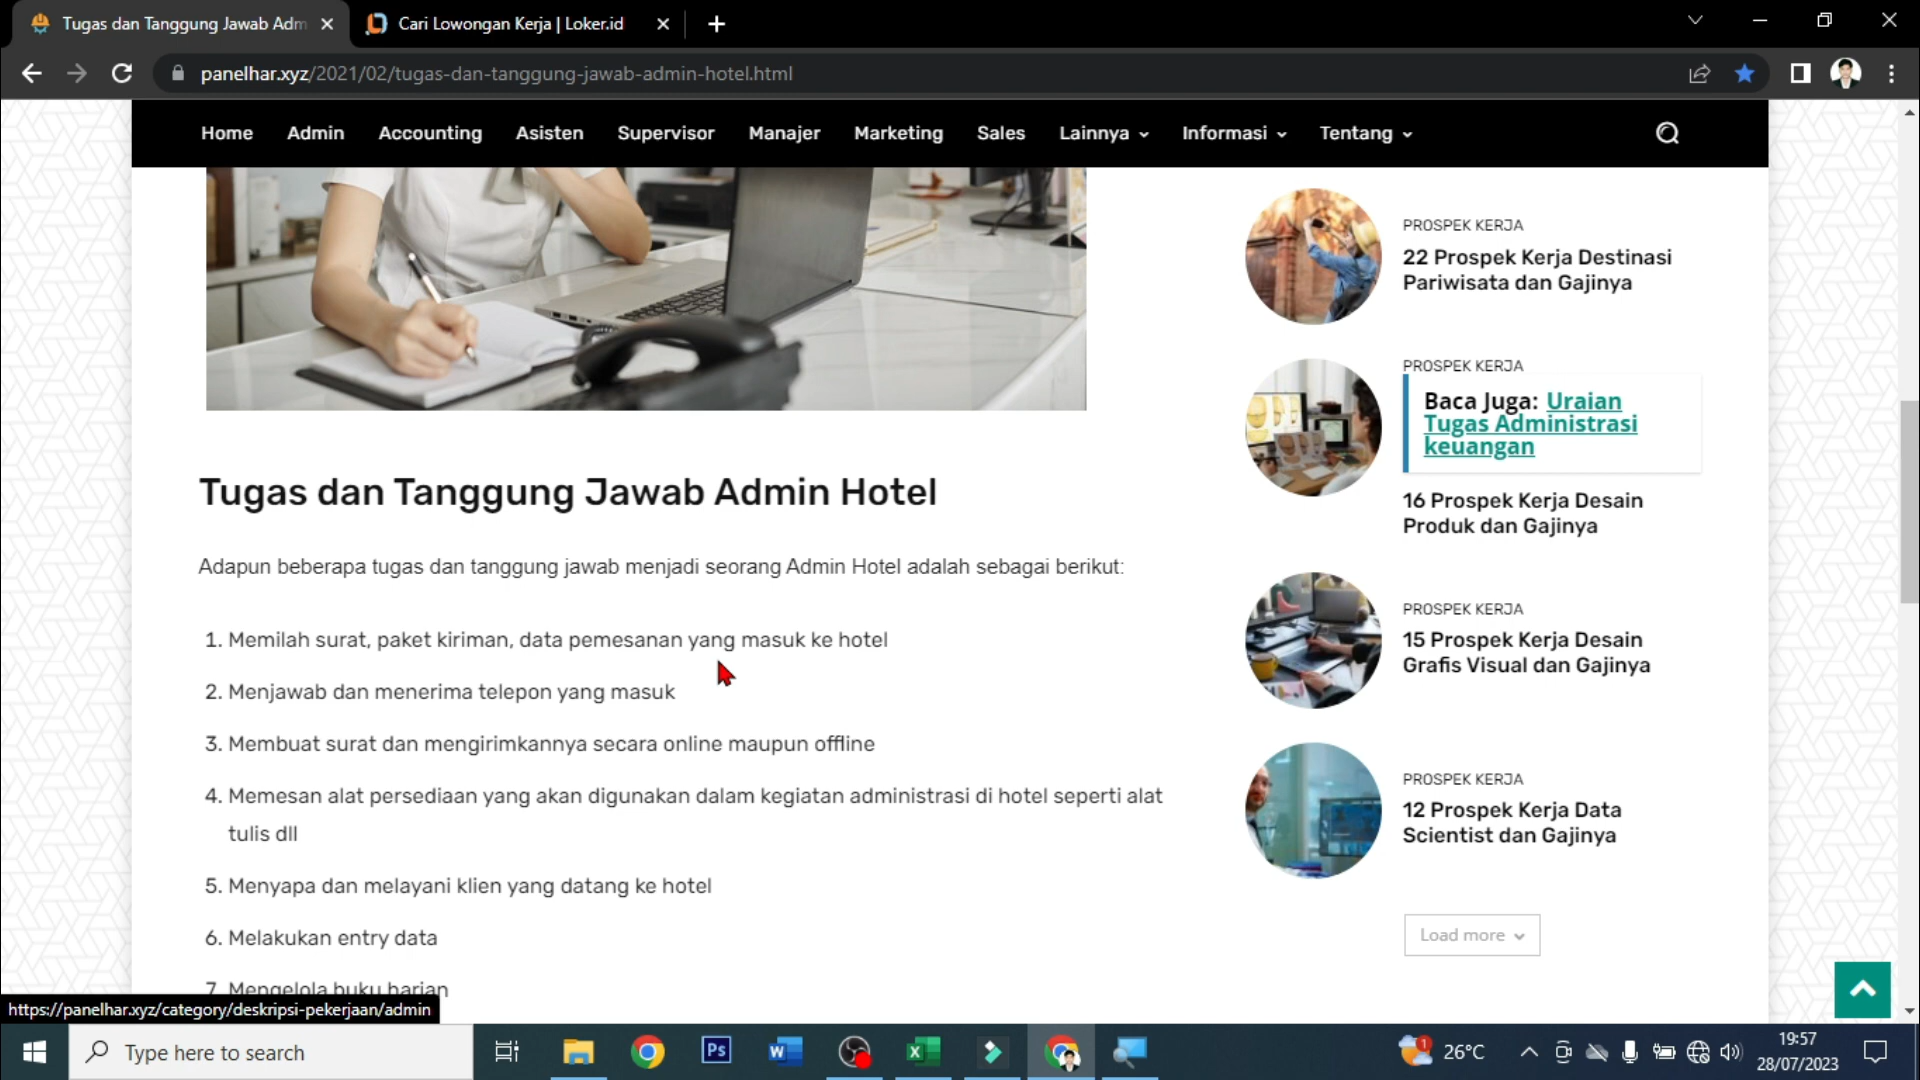 Tugas dan Tanggung Jawab Adm
Cari Lowongan Kerja | Loker.id
panelhar.xyz/2021/02/tugas-dan-tanggung-jawab-admin-hotel.html
Home Admin Accounting Asisten Supervisor Manajer Marketing Sales Lainnya Informasi Tentang
Tugas dan Tanggung Jawab Admin Hotel
Adapun beberapa tugas dan tanggung jawab menjadi seorang Admin Hotel adalah sebagai berikut:
1. Memilah surat, paket kiriman, data pemesanan yang masuk ke hotel
2. Menjawab dan menerima telepon yang masuk
3. Membuat surat dan mengirimkannya secara online maupun offline
4. Memesan alat persediaan yang akan digunakan dalam kegiatan administrasi di hotel seperti alat
tulis dll
5. Menyapa dan melayani klien yang datang ke hotel
6. Melakukan entry data
7. Mengelola buku harian
PROSPEK KERJA
22 Prospek Kerja Destinasi
Pariwisata dan Gajinya
PROSPEK KERJA
Baca Juga: Uraian
Tugas Administrasi
keuangan
16 Prospek Kerja Desain
Produk dan Gajinya
PROSPEK KERJA
15 Prospek Kerja Desain
Grafis Visual dan Gajinya
PROSPEK KERJA
12 Prospek Kerja Data
Scientist dan Gajinya
Load more
https://panelhar.xyz/category/deskripsi-pekerjaan/admin
Type here to search
Ps
W
X
1
26°C
19:57
28/07/2023